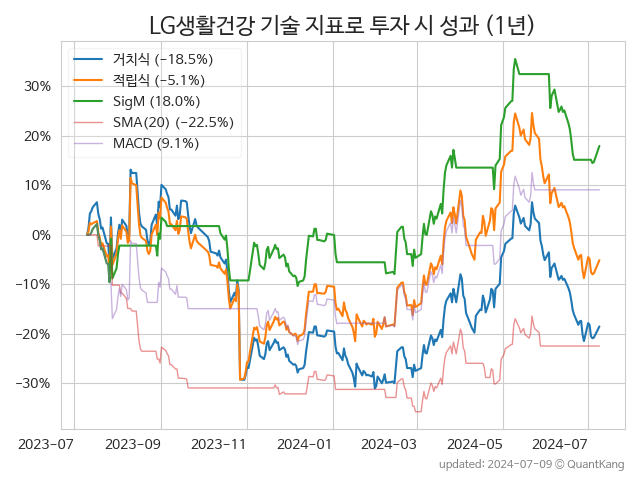 LG생활건강 기술 지표로 투자 시 성과 (1년)
거치식 (−18.5%)
적립식 (−5.1%)
SigM (18.0%)
SMA(20) (−22.5%)
MACD (9.1%)
30%
20%
10%
0%
−10%
−20%
−30%
2023-07 2023-09 2023-11 2024-01 2024-03 2024-05 2024-07
updated: 2024-07-09 © QuantKang